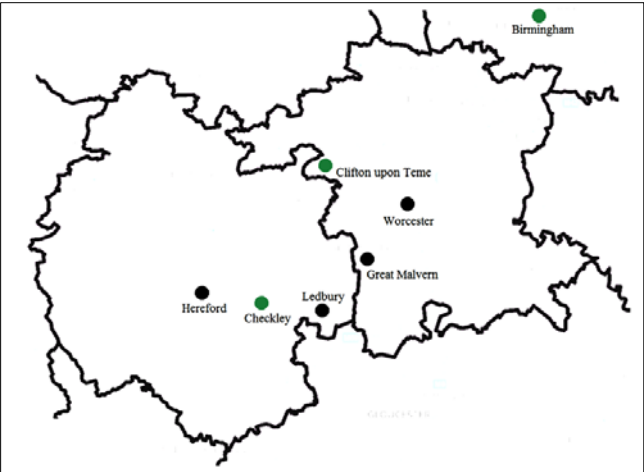 Birmingham
Clifton upon Teme
Worcester
Great Malvern
Ledbury
Hereford
Checkley